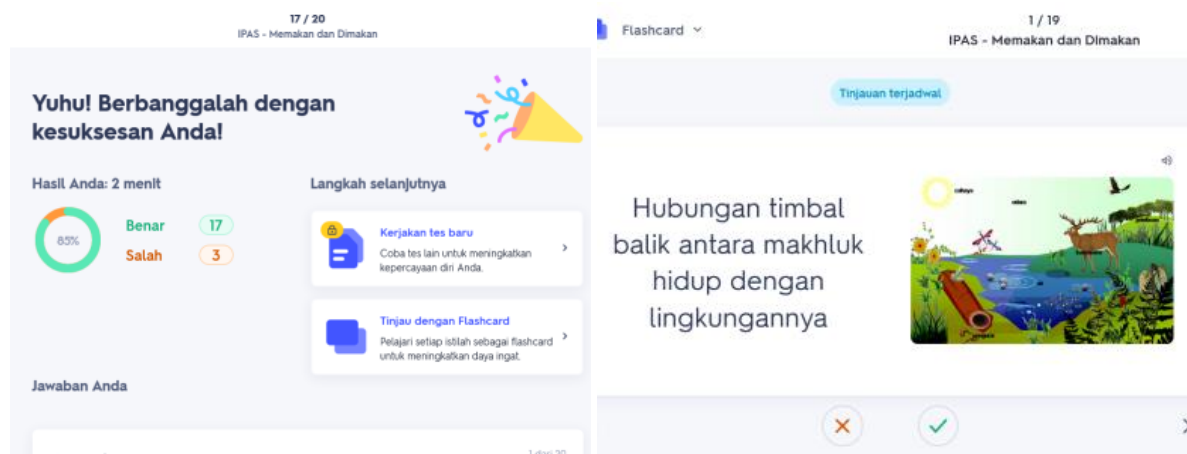 17 / 20
IPAS - Memakan dan Dimakan
Yuhu! Berbanggalah dengan
kesuksesan Anda!
Hasil Anda: 2 menit
85%
Benar 17
Salah 3
Langkah selanjutnya
Kerjakan tes baru
Coba tes lain untuk meningkatkan
kepercayaan diri Anda.
Tinjau dengan Flashcard
Pelajari setiap istilah sebagai flashcard
untuk meningkatkan daya ingat.
Jawaban Anda
1 dari 20
Flashcard
1 / 19
IPAS - Memakan dan Dimakan
Tinjauan terjadwal
Hubungan timbal
balik antara makhluk
hidup dengan
lingkungannya
cahaya
udara